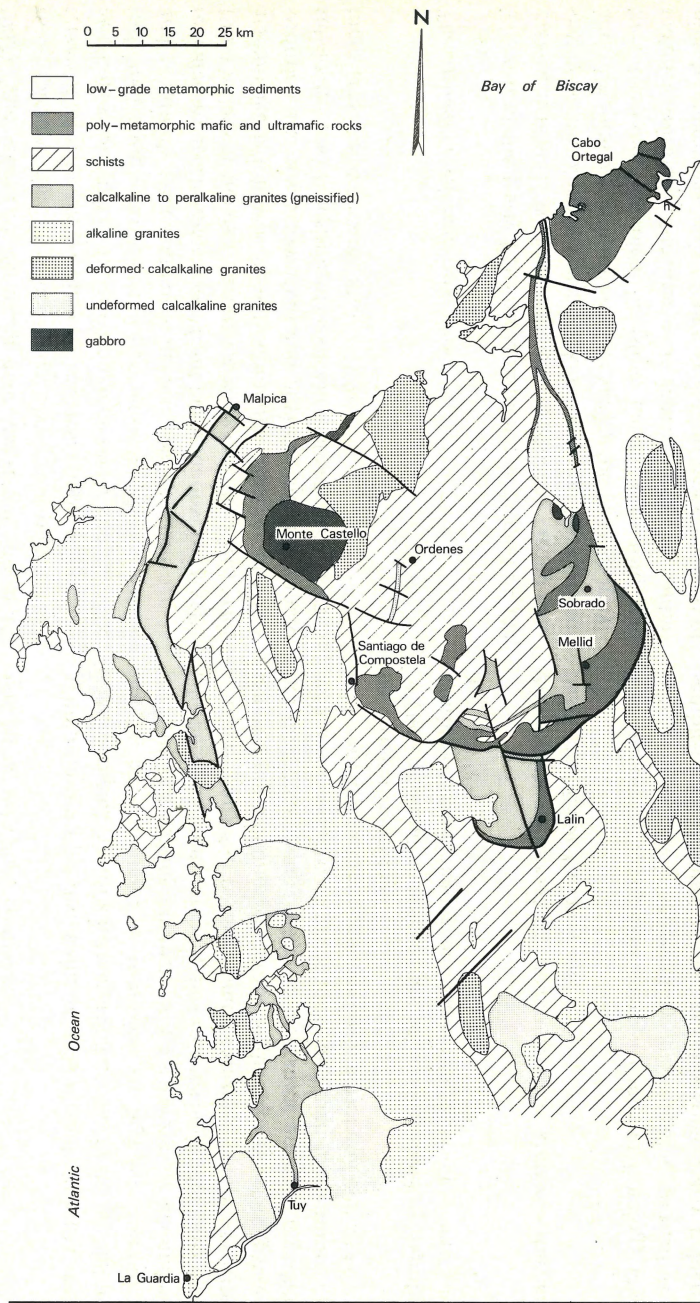 0 5 10 15 20 25 km
N
Bay of Biscay
low-grade metamorphic sediments
poly-metamorphic mafic and ultramafic rocks
schists
calcalkaline to peralkaline granites (gneissified)
alkaline granites
deformed calcalkaline granites
undeformed calcalkaline granites
gabbro
Cabo
Ortegal
Malpica
Monte Castello
Ordenes
Sobrado
Mellid
Santiago de
Compostela
Lalin
Ocean
Atlantic
Tuy
La Guardia